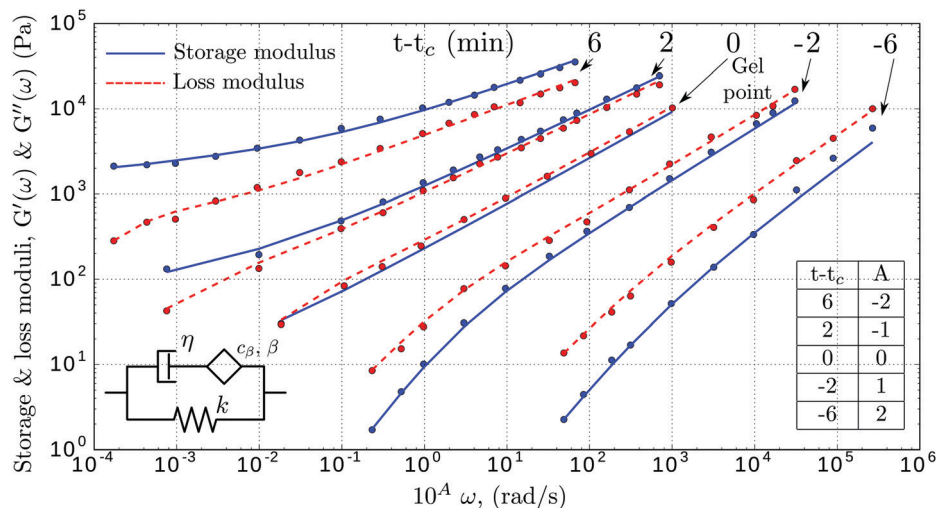 Storage & loss moduli, G′(ω) & G″(ω) (Pa)
10^5
10^4
10^3
10^2
10^1
10^0
Storage modulus
Loss modulus
t-t_c (min) 6 2 0 -2 -6
Gel
point
t-t_c A
6 -2
2 -1
0 0
-2 1
-6 2
η
c_β, β
k
10^-4 10^-3 10^-2 10^-1 10^0 10^1 10^2 10^3 10^4 10^5 10^6
10^A ω, (rad/s)